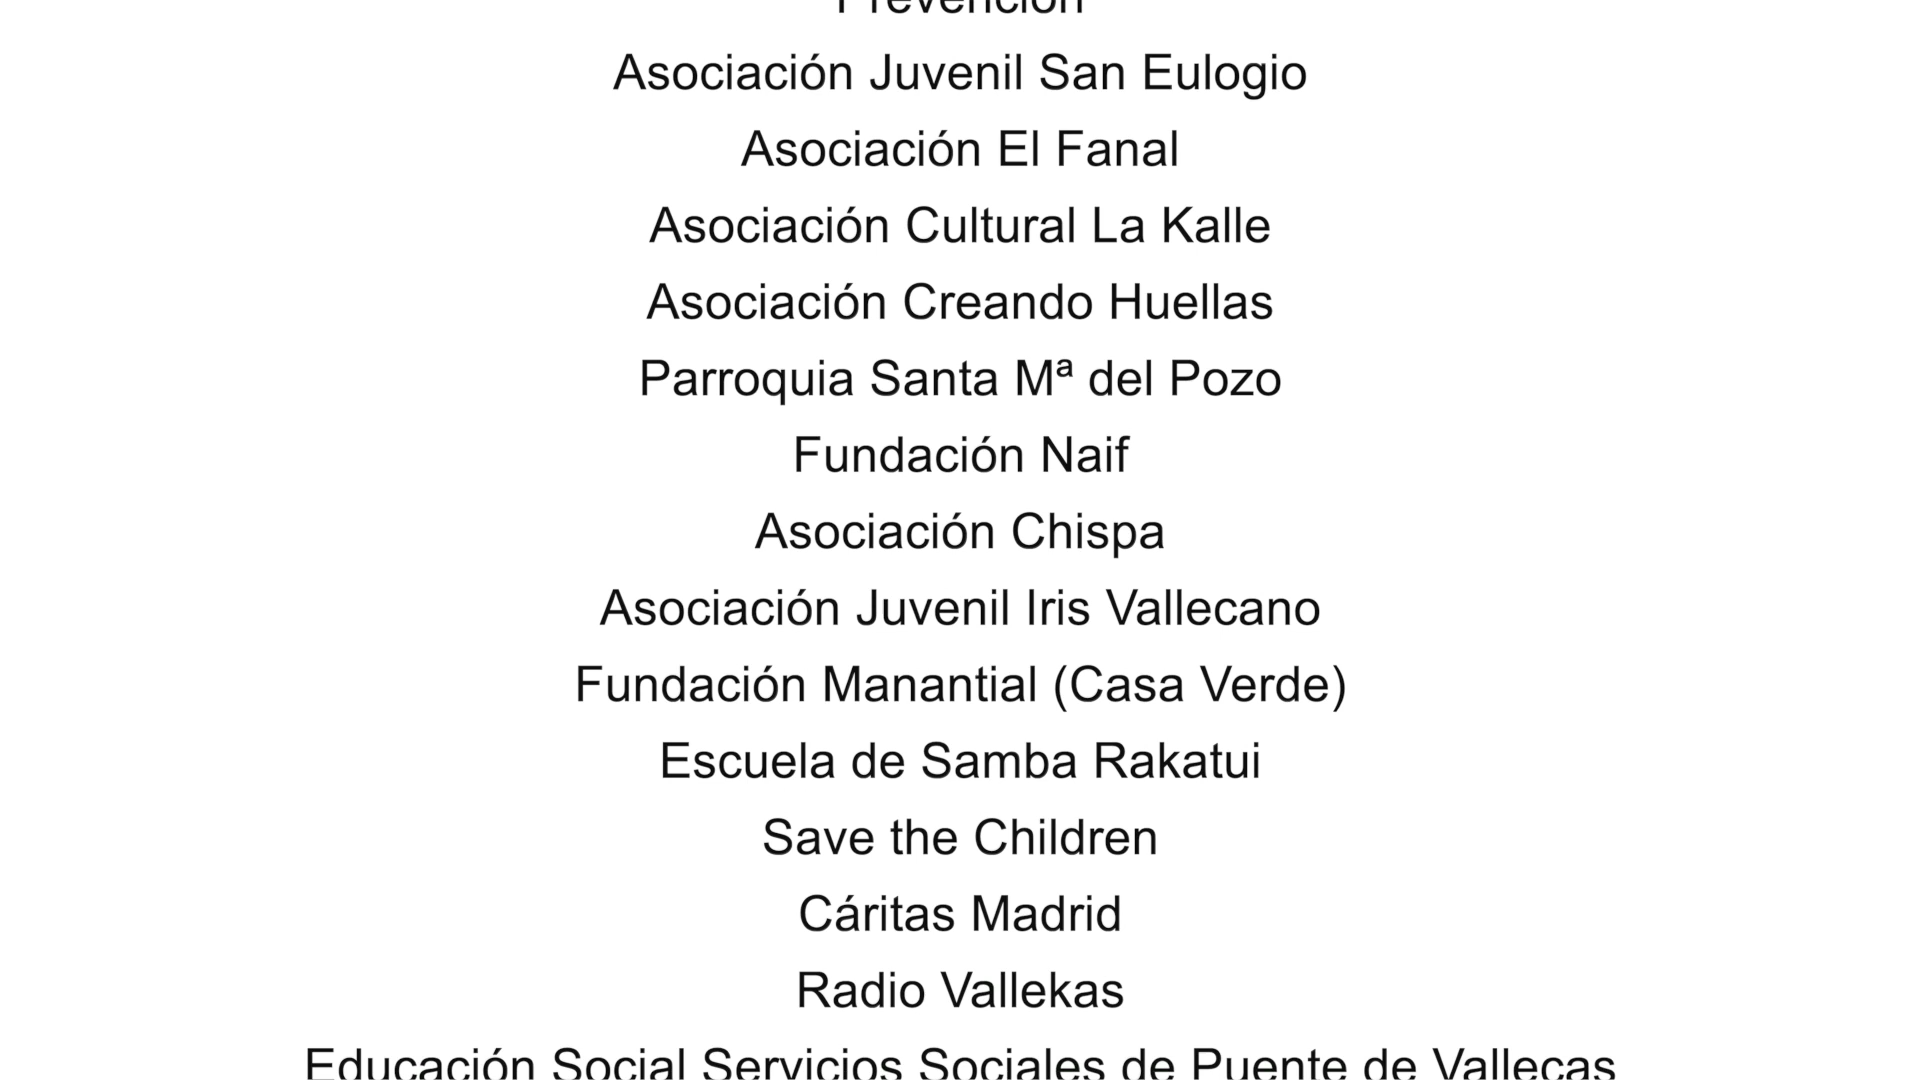 Prevención
Asociación Juvenil San Eulogio
Asociación El Fanal
Asociación Cultural La Kalle
Asociación Creando Huellas
Parroquia Santa Mª del Pozo
Fundación Naif
Asociación Chispa
Asociación Juvenil Iris Vallecano
Fundación Manantial (Casa Verde)
Escuela de Samba Rakatui
Save the Children
Cáritas Madrid
Radio Vallekas
Educación Social Servicios Sociales de Puente de Vallecas